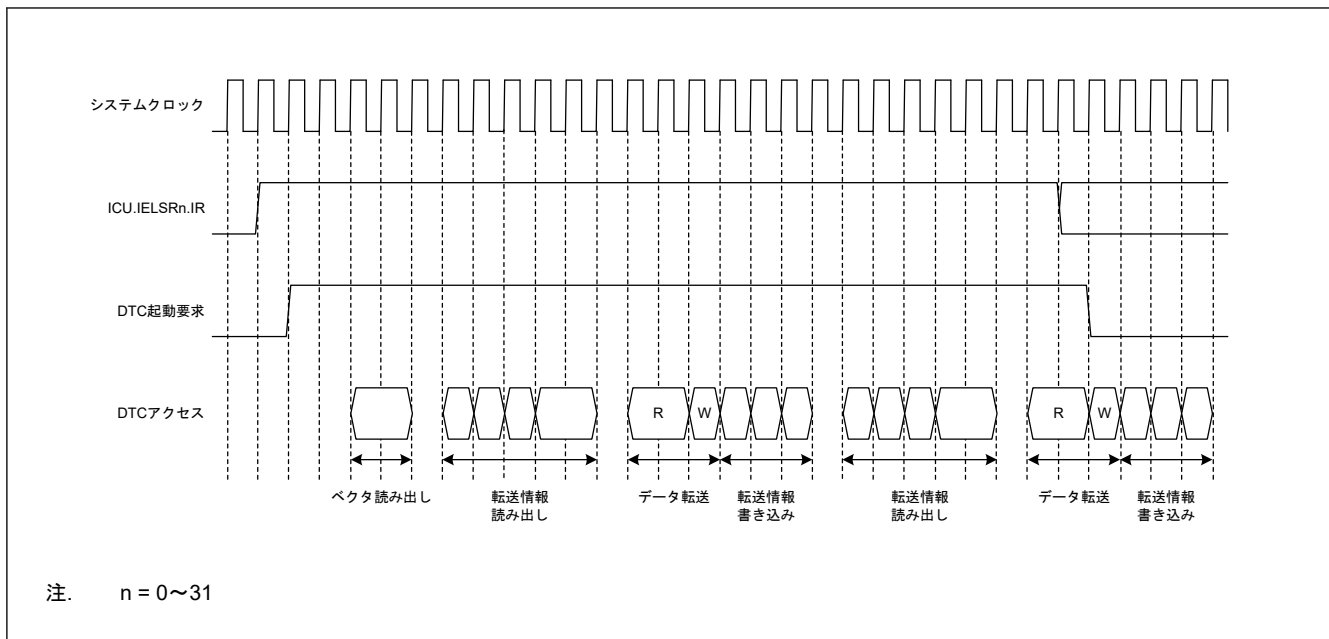 システムクロック
ICU.IELSRn.IR
DTC起動要求
DTCアクセス
R
W
R
W
ベクタ読み出し
転送情報
読み出し
データ転送
転送情報
書き込み
転送情報
読み出し
データ転送
転送情報
書き込み
注. n = 0～31